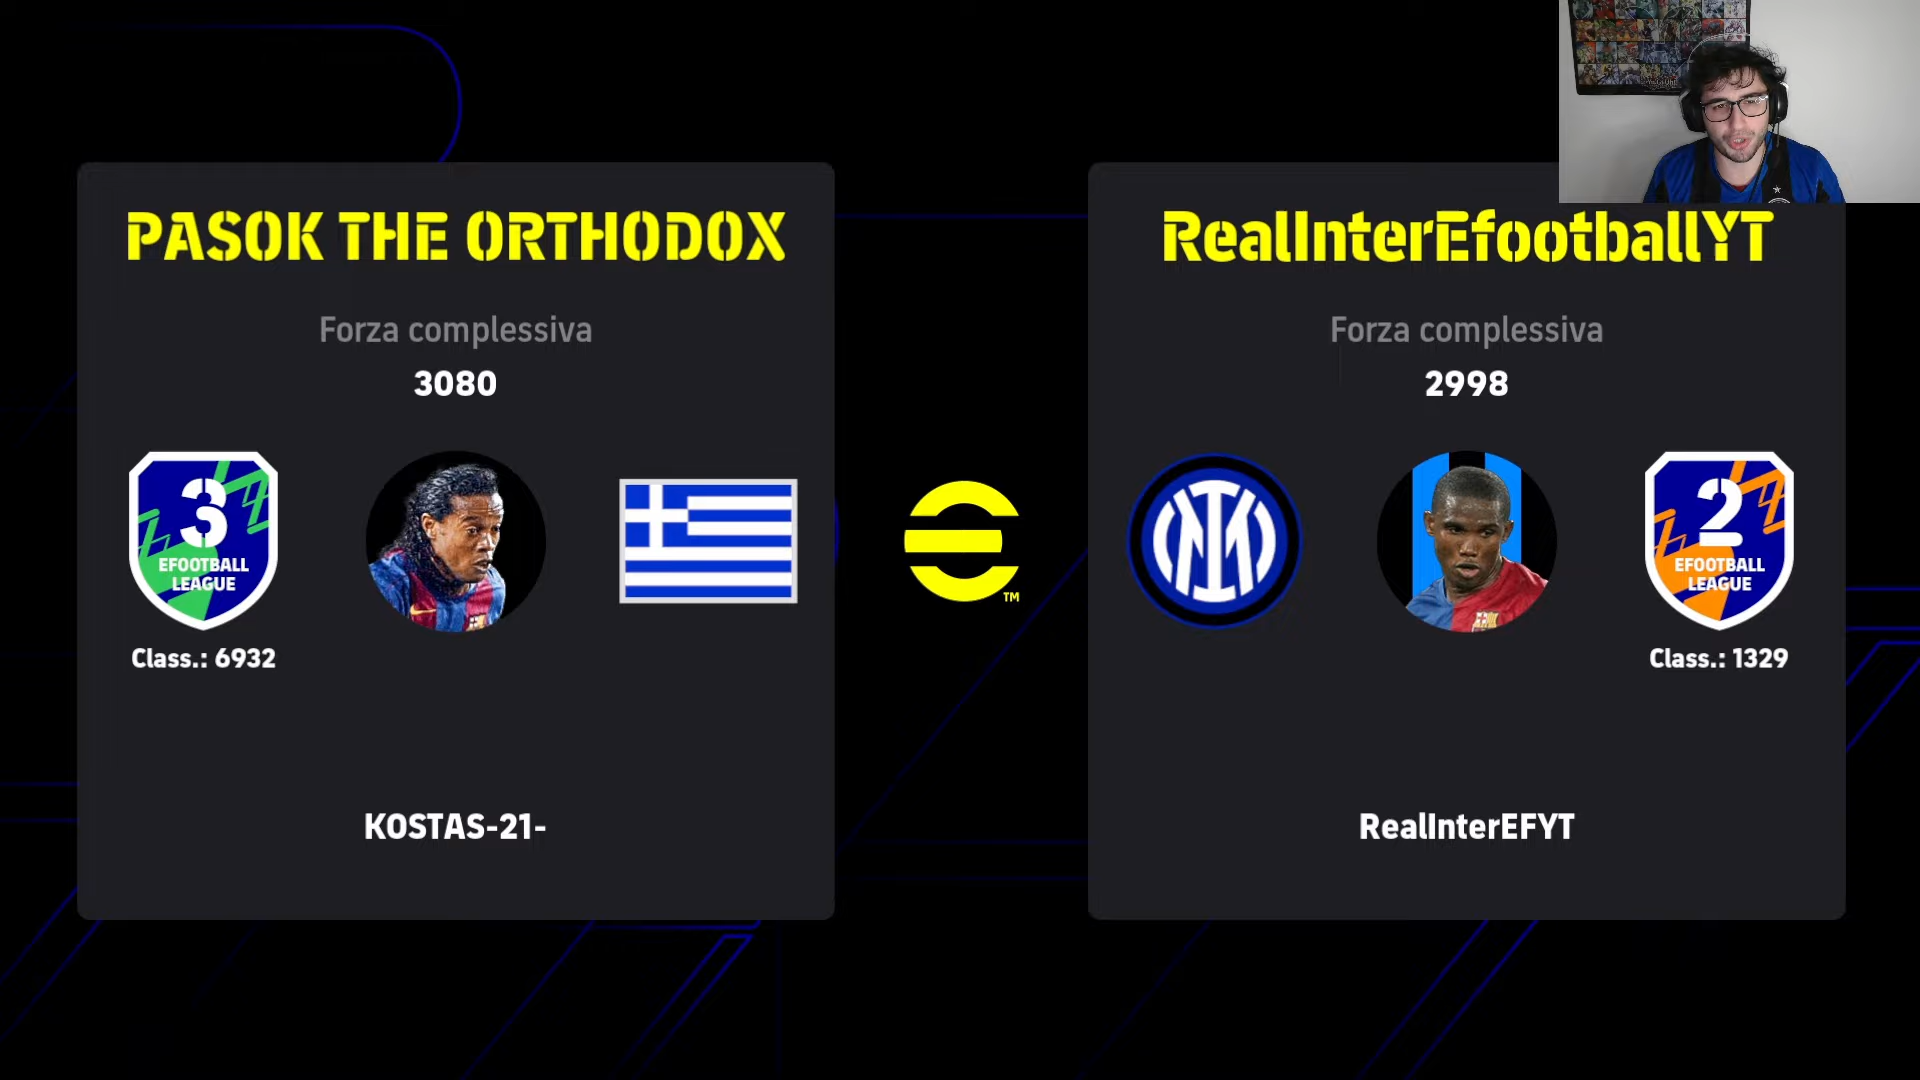 PASOK THE ORTHODOX
Forza complessiva
3080
3
EFOOTBALL
LEAGUE
Class.: 6932
KOSTAS-21-
TM
RealInterEfootballYT
Forza complessiva
2998
2
EFOOTBALL
LEAGUE
Class.: 1329
RealInterEFYT